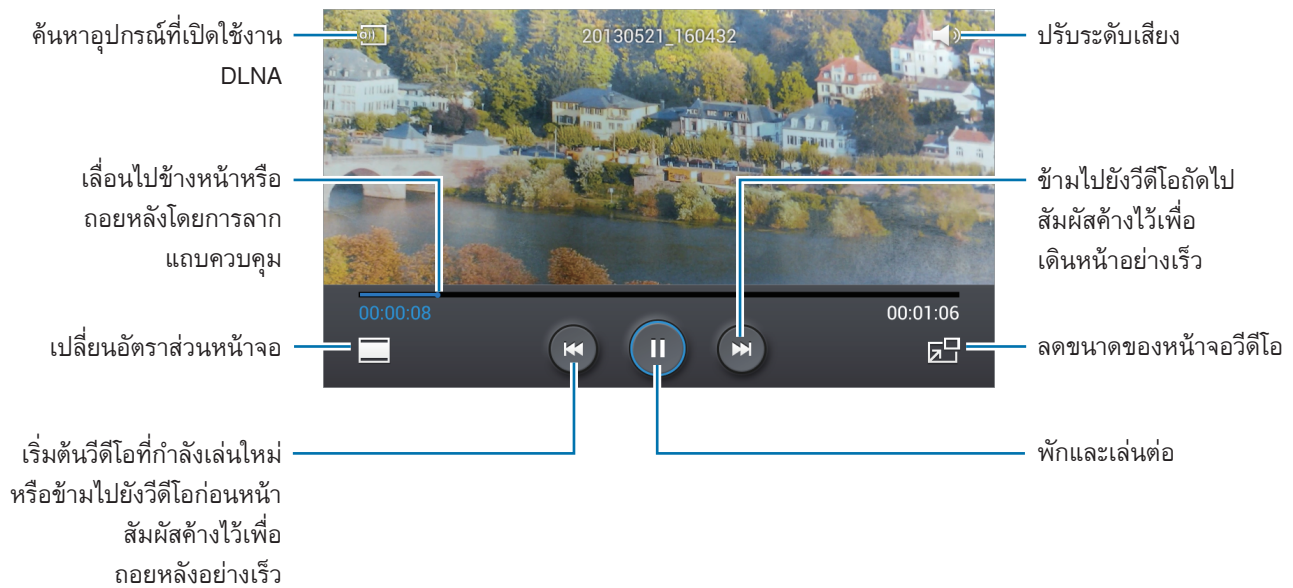 ค้นหาอุปกรณ์ที่เปิดใช้งาน
DLNA
20130521_160432
ปรับระดับเสียง
เลื่อนไปข้างหน้าหรือ
ถอยหลังโดยการลาก
แถบควบคุม
ข้ามไปยังวีดีโอถัดไป
สัมผัสค้างไว้เพื่อ
เดินหน้าอย่างเร็ว
00:00:08
00:01:06
เปลี่ยนอัตราส่วนหน้าจอ
ลดขนาดของหน้าจอวีดีโอ
เริ่มต้นวีดีโอที่กำลังเล่นใหม่
หรือข้ามไปยังวีดีโอก่อนหน้า
สัมผัสค้างไว้เพื่อ
ถอยหลังอย่างเร็ว
พักและเล่นต่อ